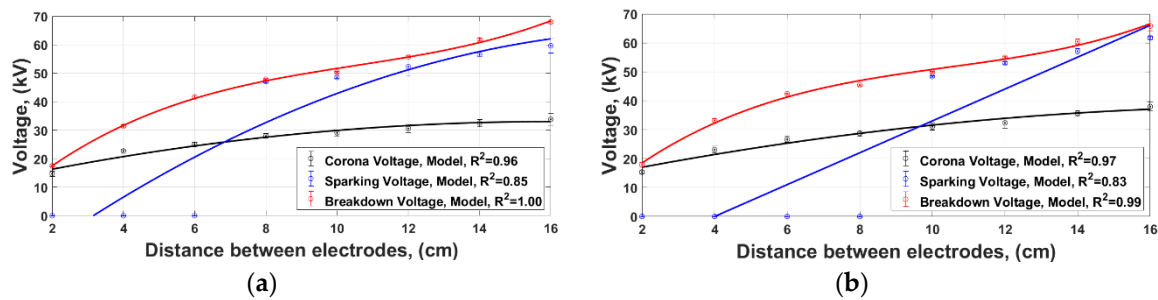 70
60
50
40
30
20
10
0
Voltage, (kV)
Corona Voltage, Model, R²=0.96
Sparking Voltage, Model, R²=0.85
Breakdown Voltage, Model, R²=1.00
2 4 6 8 10 12 14 16
Distance between electrodes, (cm)
(a)
70
60
50
40
30
20
10
0
Voltage, (kV)
Corona Voltage, Model, R²=0.97
Sparking Voltage, Model, R²=0.83
Breakdown Voltage, Model, R²=0.99
2 4 6 8 10 12 14 16
Distance between electrodes, (cm)
(b)